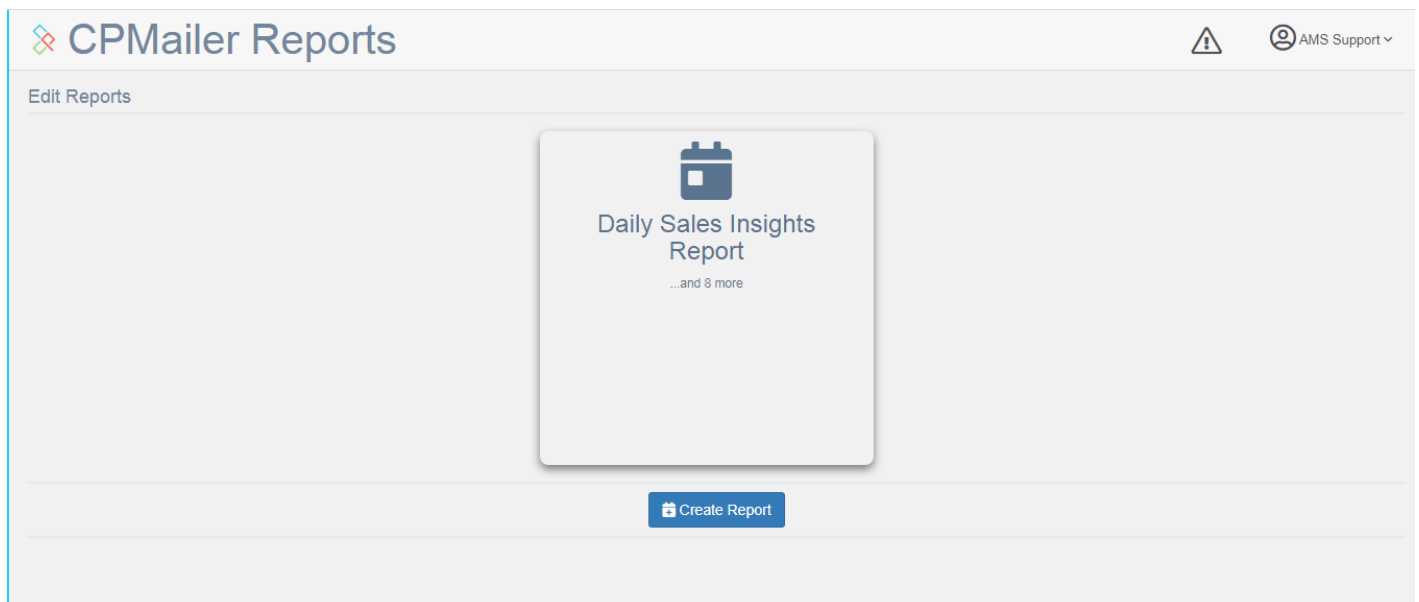 CPMailer Reports
AMS Support
Edit Reports
Daily Sales Insights
Report
...and 8 more
Create Report